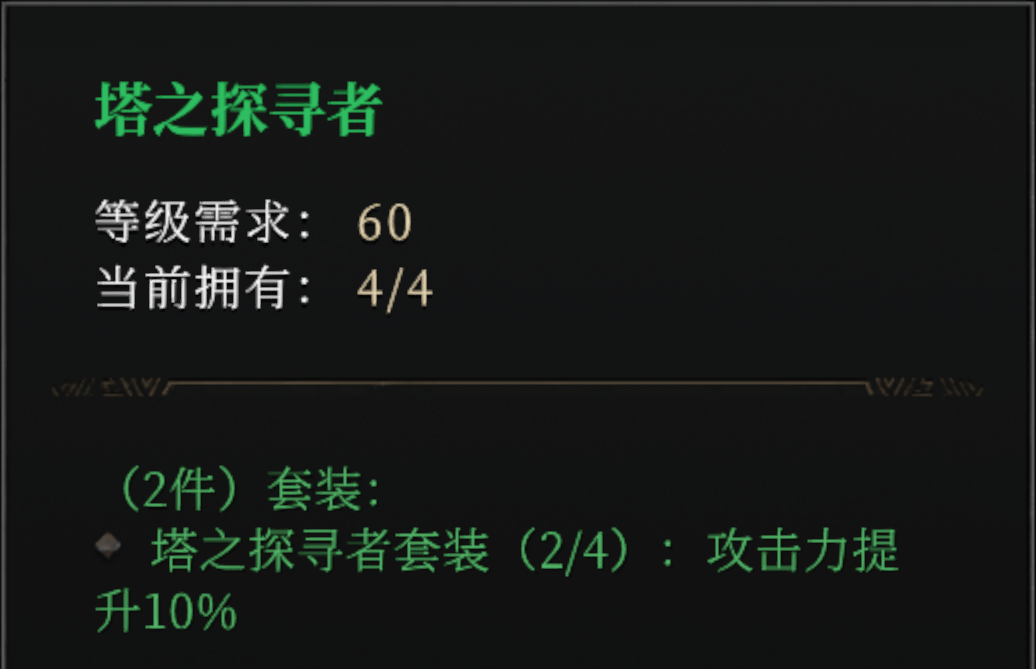 塔之探寻者
等级需求： 60
当前拥有： 4/4
（2件）套装：
塔之探寻者套装（2/4）：攻击力提
升10%